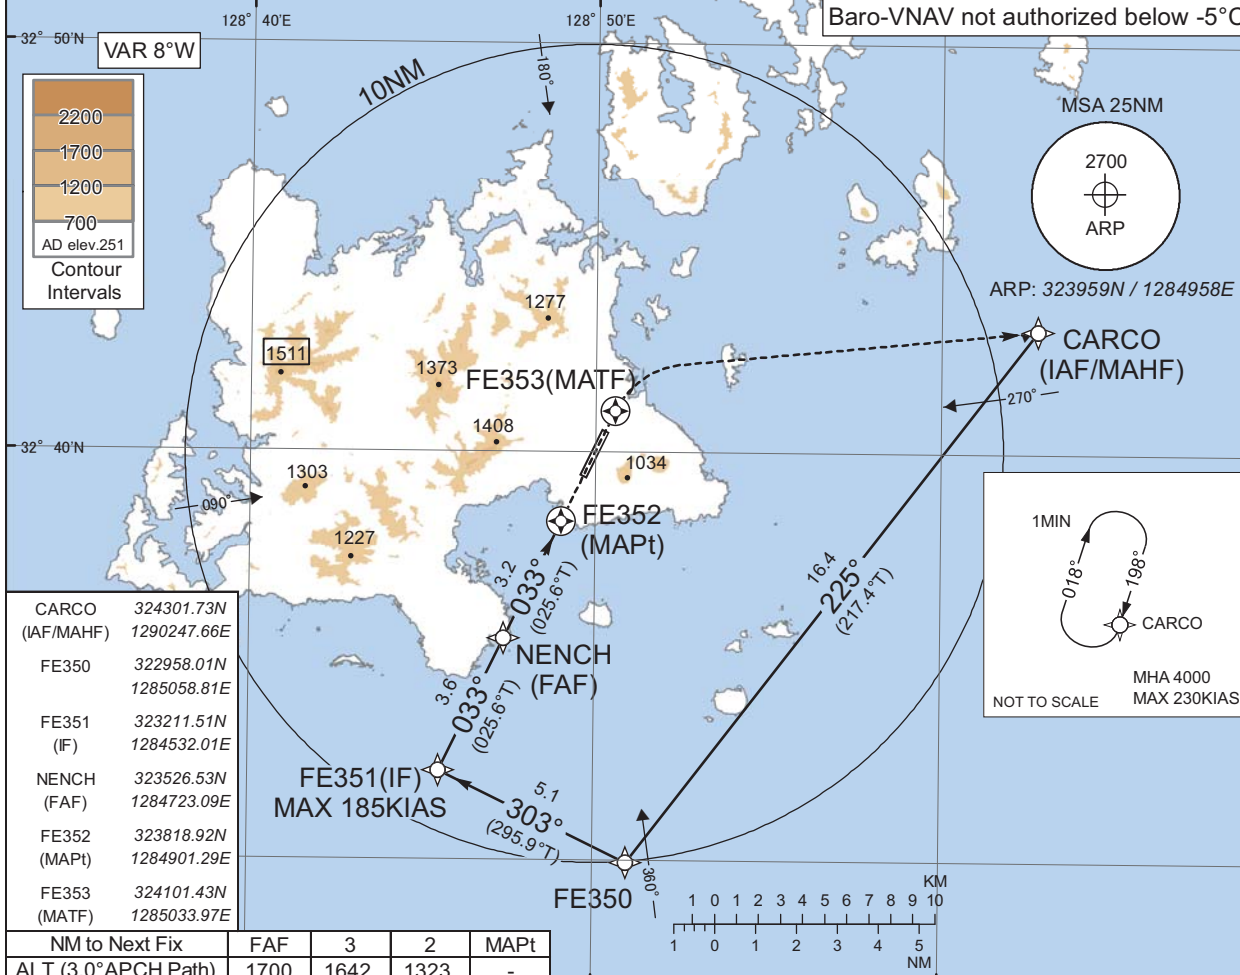 128° 40'E
128° 50'E
Baro-VNAV not authorized below -5°C
32° 50'N
VAR 8°W
10NM
180°
MSA 25NM
2700
ARP
ARP: 323959N / 1284958E
2200
1700
1200
700
AD elev.251
Contour
Intervals
1277
1511
1373
FE353(MATF)
CARCO
(IAF/MAHF)
270°
1408
32° 40'N
1303
1034
090°
FE352
(MAPt)
1227
3.2
033°
(025.6°T)
16.4
225°
(217.4°T)
1MIN
018°
198°
CARCO
MHA 4000
MAX 230KIAS
NOT TO SCALE
NENCH
(FAF)
3.6
033°
(025.6°T)
FE351(IF)
MAX 185KIAS
5.1
303°
(295.9°T)
FE350
360°
CARCO 324301.73N
(IAF/MAHF) 1290247.66E
FE350 322958.01N
1285058.81E
FE351 323211.51N
(IF) 1284532.01E
NENCH 323526.53N
(FAF) 1284723.09E
FE352 323818.92N
(MAPt) 1284901.29E
FE353 324101.43N
(MATF) 1285033.97E
KM
1 0 1 2 3 4 5 6 7 8 9 10
1 0 1 2 3 4 5
NM
NM to Next Fix FAF 3 2 MAPt
ALT (3.0°APCH Path) 1700 1642 1323 -